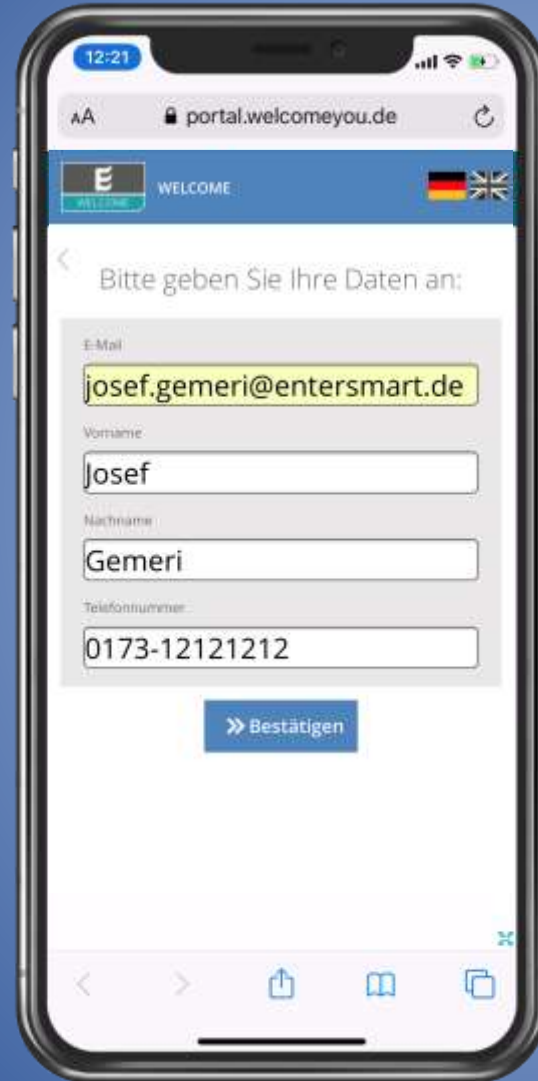 12:21
AA portal.welcomeyou.de
E
WELCOME
WELCOME
Bitte geben Sie Ihre Daten an:
E-Mail
josef.gemeri@entersmart.de
Vorname
Josef
Nachname
Gemeri
Telefonnummer
0173-12121212
Bestätigen